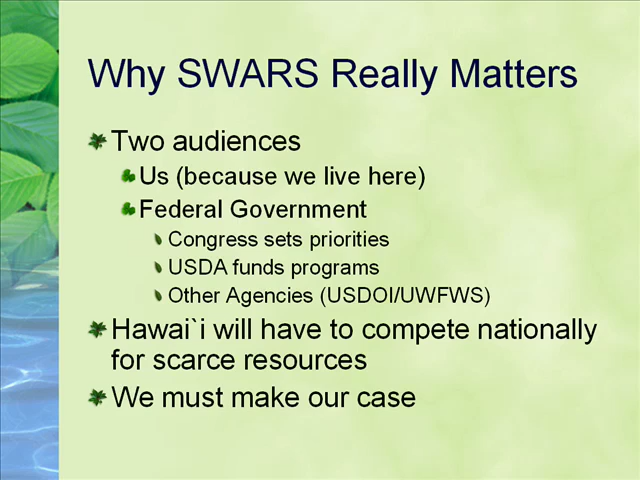 Why SWARS Really Matters
Two audiences
Us (because we live here)
Federal Government
Congress sets priorities
USDA funds programs
Other Agencies (USDOI/UWFWS)
Hawai`i will have to compete nationally
for scarce resources
We must make our case